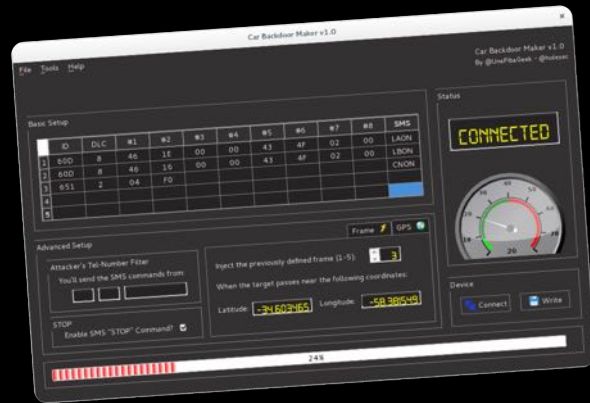 Car Backdoor Maker v1.0
×
File Tools Help
Car Backdoor Maker v1.0
By @UnaPibaGeek - @holesec
Basic Setup
ID DLC #1 #2 #3 #4 #5 #6 #7 #8 SMS
1 60D 8 46 1E 00 00 43 4F 02 00 LAON
2 60D 8 46 16 00 00 43 4F 02 00 LBON
3 651 2 04 F0 CNON
4
5
Status
CONNECTED
Advanced Setup
Attacker's Tel-Number Filter
You'll send the SMS commands from:
STOP
Enable SMS "STOP" Command?
Frame GPS
Inject the previously defined frame (1-5): 3
When the target passes near the following coordinates:
Latitude: -34.603465 Longitude: -58.381549
Device
Connect Write
24%